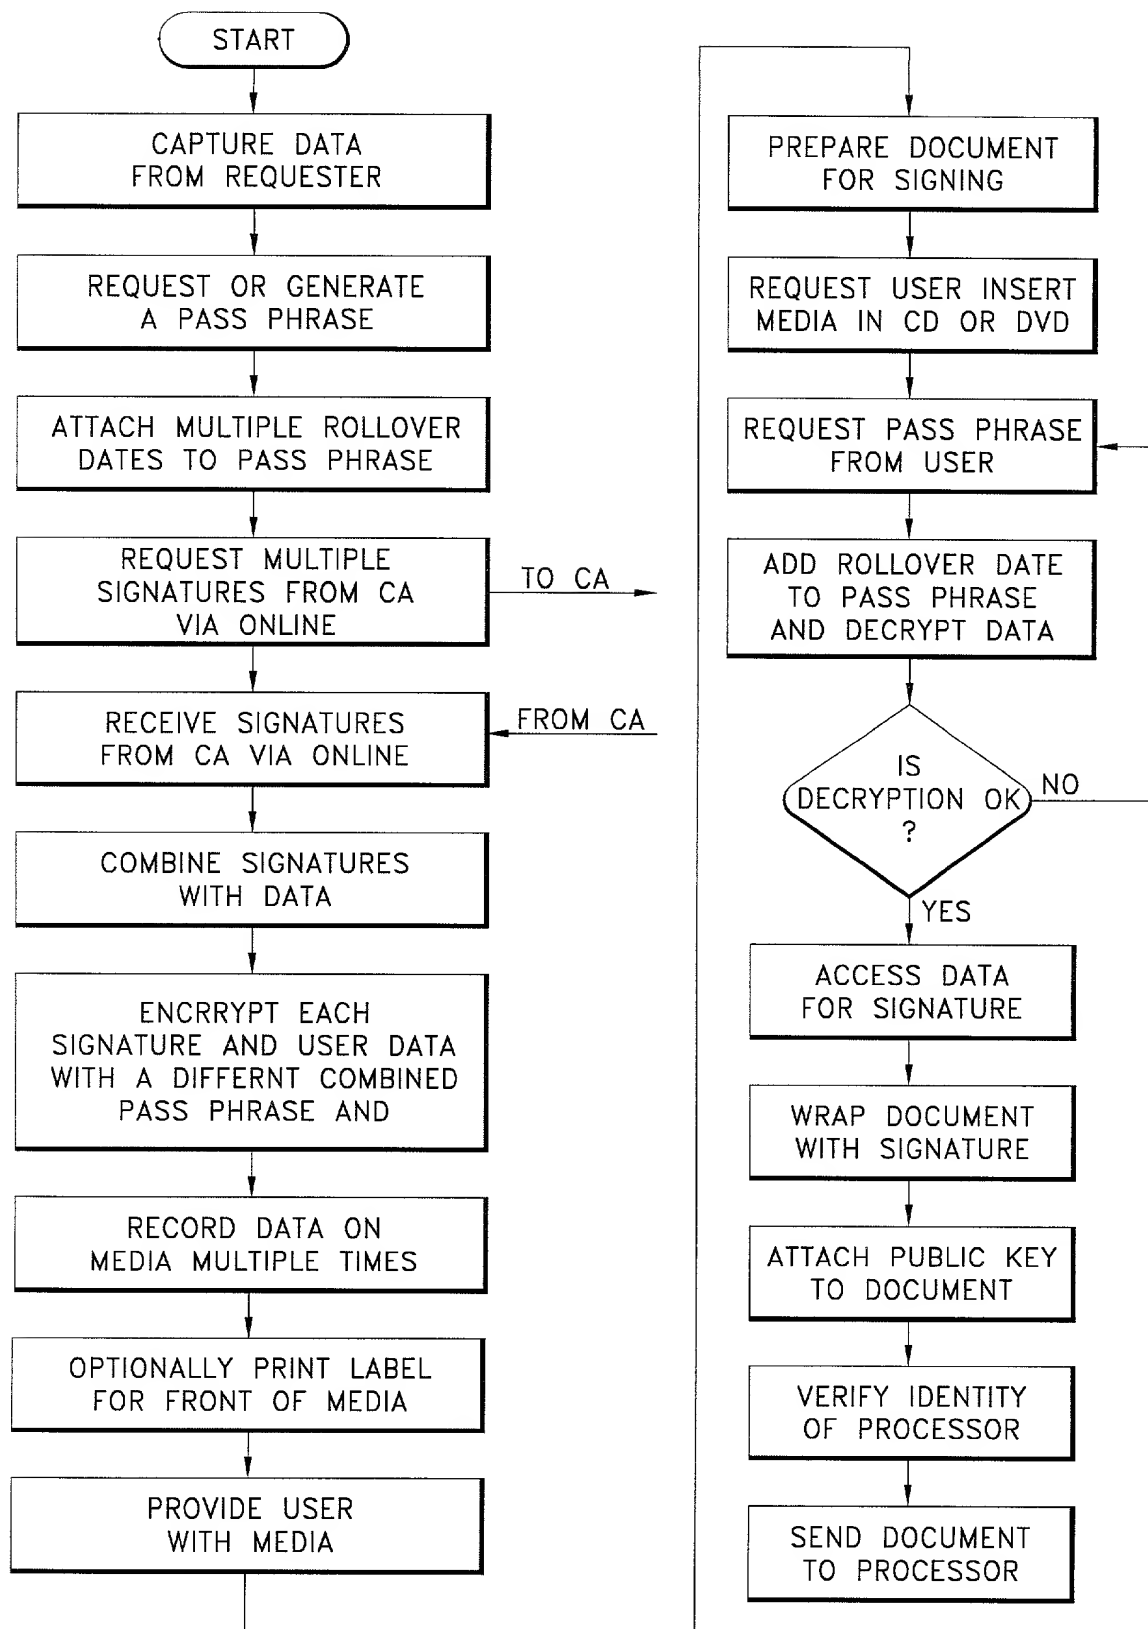 START
CAPTURE DATA
FROM REQUESTER
REQUEST OR GENERATE
A PASS PHRASE
ATTACH MULTIPLE ROLLOVER
DATES TO PASS PHRASE
REQUEST MULTIPLE
SIGNATURES FROM CA
VIA ONLINE
TO CA
RECEIVE SIGNATURES
FROM CA VIA ONLINE
FROM CA
COMBINE SIGNATURES
WITH DATA
ENCRRYPT EACH
SIGNATURE AND USER DATA
WITH A DIFFERNT COMBINED
PASS PHRASE AND
RECORD DATA ON
MEDIA MULTIPLE TIMES
OPTIONALLY PRINT LABEL
FOR FRONT OF MEDIA
PROVIDE USER
WITH MEDIA
PREPARE DOCUMENT
FOR SIGNING
REQUEST USER INSERT
MEDIA IN CD OR DVD
REQUEST PASS PHRASE
FROM USER
ADD ROLLOVER DATE
TO PASS PHRASE
AND DECRYPT DATA
IS
DECRYPTION OK
?
NO
YES
ACCESS DATA
FOR SIGNATURE
WRAP DOCUMENT
WITH SIGNATURE
ATTACH PUBLIC KEY
TO DOCUMENT
VERIFY IDENTITY
OF PROCESSOR
SEND DOCUMENT
TO PROCESSOR